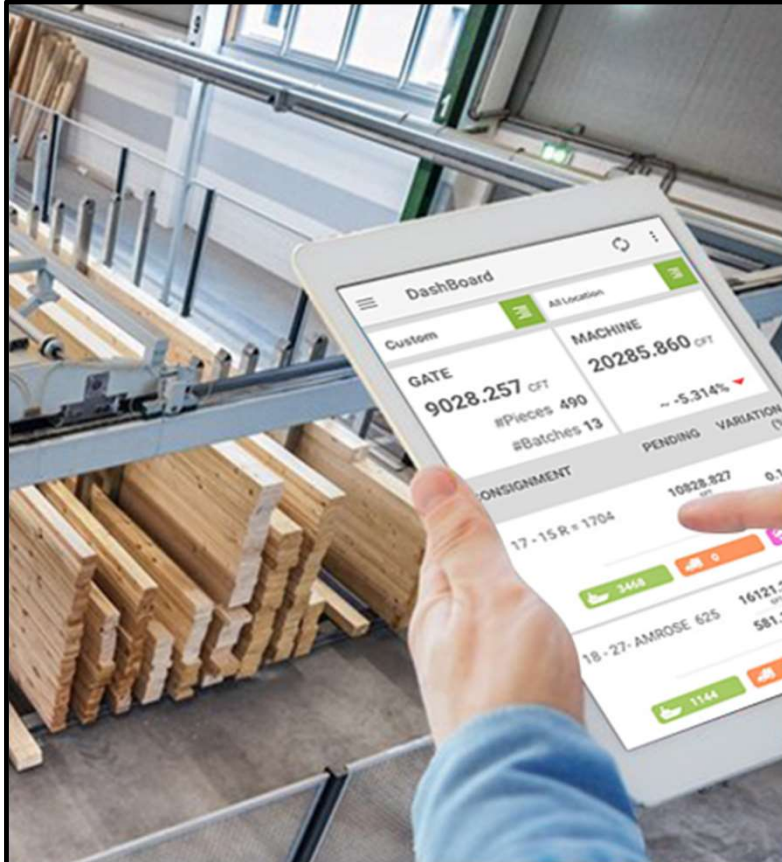 DashBoard
Custom
All Location
GATE
9028.257 CFT
#Pieces 490
#Batches 13
MACHINE
20285.860 CFT
~ -5.314%
CONSIGNMENT PENDING VARIATION
17 - 15 R = 1704
10828.827
3468
0
18 - 27- AMROSE 625
1144